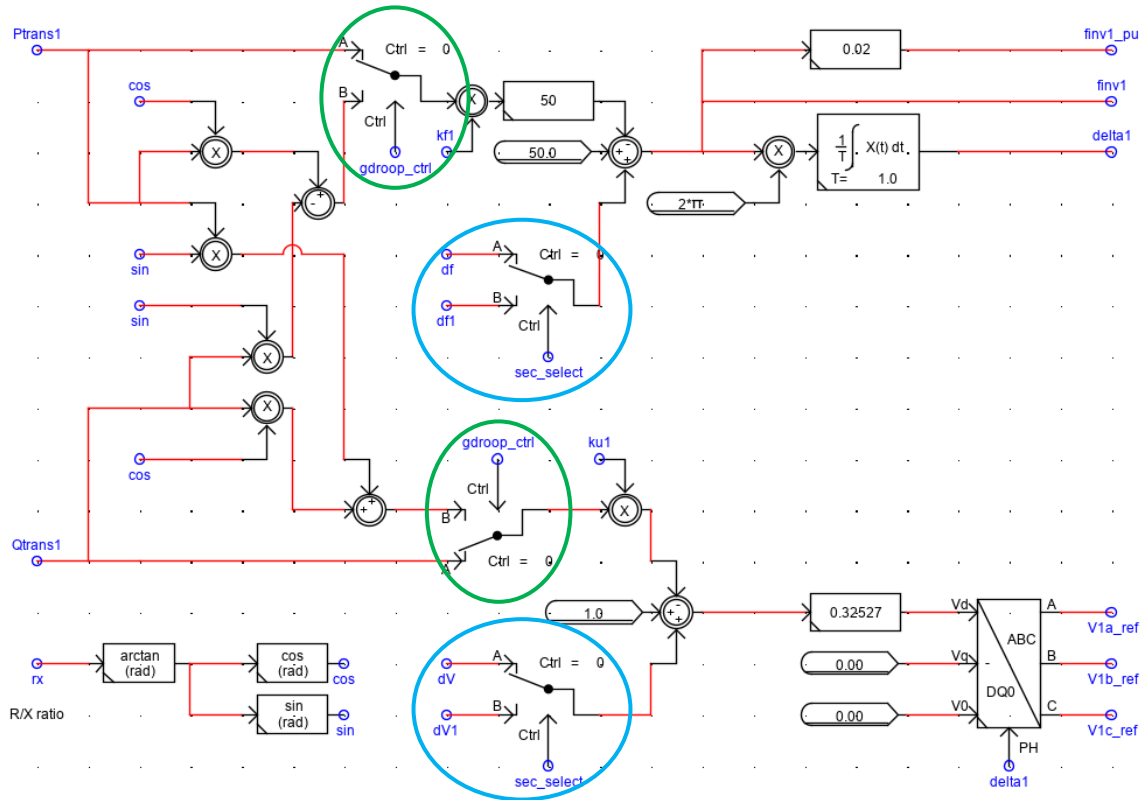 Ptrans1
A
Ctrl = 0
B
Ctrl
gdroop_ctrl
kf1
X
50
50.0
+
-
+
0.02
finv1_pu
finv1
delta1
X
2*π
1
T
∫ X(t) dt
T= 1.0
cos
X
-
+
X
sin
sin
X
X
cos
A
df
Ctrl = 0
B
df1
Ctrl
sec_select
gdroop_ctrl
Ctrl
B
A
Ctrl = 0
ku1
X
+
+
Qtrans1
1.0
+
-
+
0.32527
0.00
0.00
Vd
Vq
V0
ABC
-
DQ0
A
B
C
PH
V1a_ref
V1b_ref
V1c_ref
delta1
rx
R/X ratio
arctan
(rad)
cos
(rad)
cos
sin
(rad)
sin
A
dV
Ctrl = 0
B
dV1
Ctrl
sec_select